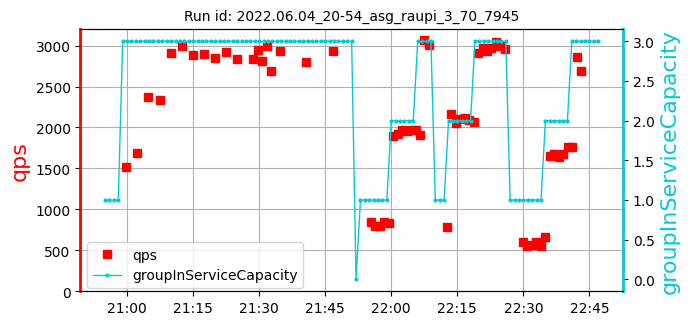 Run id: 2022.06.04_20-54_asg_raupi_3_70_7945
3000
2500
2000
1500
1000
500
0
qps
3.0
2.5
2.0
1.5
1.0
0.5
0.0
groupInServiceCapacity
qps
groupInServiceCapacity
21:00 21:15 21:30 21:45 22:00 22:15 22:30 22:45